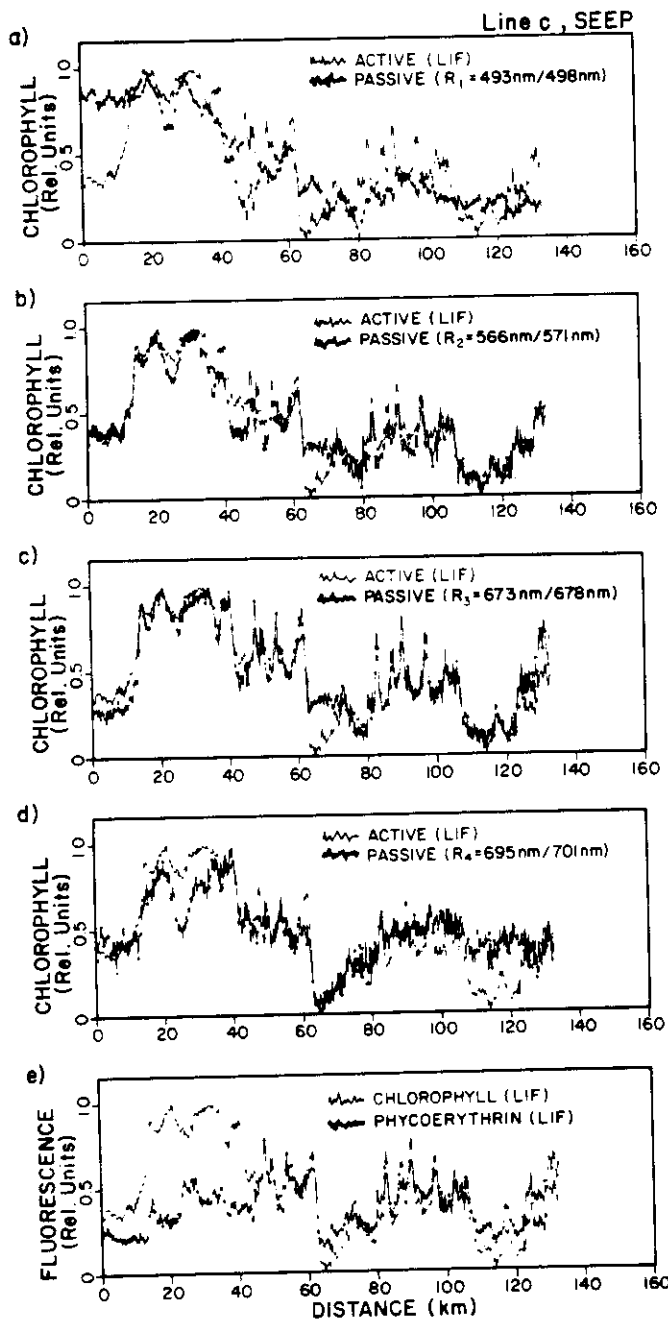 Line c, SEEP
a)
ACTIVE (LIF)
PASSIVE (R₁=493nm/498nm)
CHLOROPHYLL
(Rel. Units)
1.0
0.5
0
0 20 40 60 80 100 120 140 160
b)
ACTIVE (LIF)
PASSIVE (R₂=566nm/571nm)
CHLOROPHYLL
(Rel. Units)
1.0
0.5
0
0 20 40 60 80 100 120 140 160
c)
ACTIVE (LIF)
PASSIVE (R₃=673nm/678nm)
CHLOROPHYLL
(Rel. Units)
1.0
0.5
0
0 20 40 60 80 100 120 140 160
d)
ACTIVE (LIF)
PASSIVE (R₄=695nm/701nm)
CHLOROPHYLL
(Rel. Units)
1.0
0.5
0
0 20 40 60 80 100 120 140 160
e)
CHLOROPHYLL (LIF)
PHYCOERYTHRIN (LIF)
FLUORESCENCE
(Rel. Units)
1.0
0.5
0
0 20 40 60 80 100 120 140 160
DISTANCE (km)